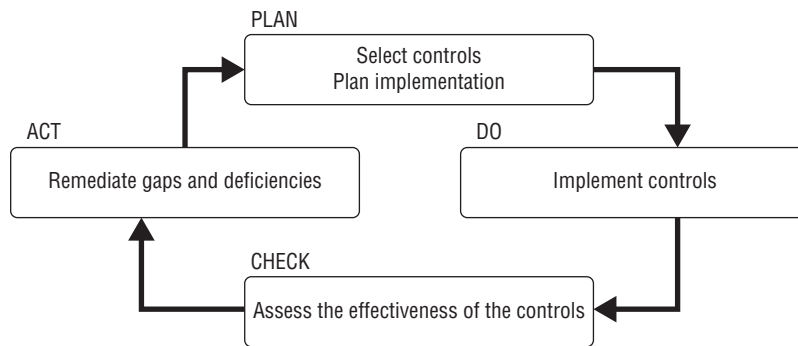 PLAN
Select controls
Plan implementation
ACT
Remediate gaps and deficiencies
DO
Implement controls
CHECK
Assess the effectiveness of the controls